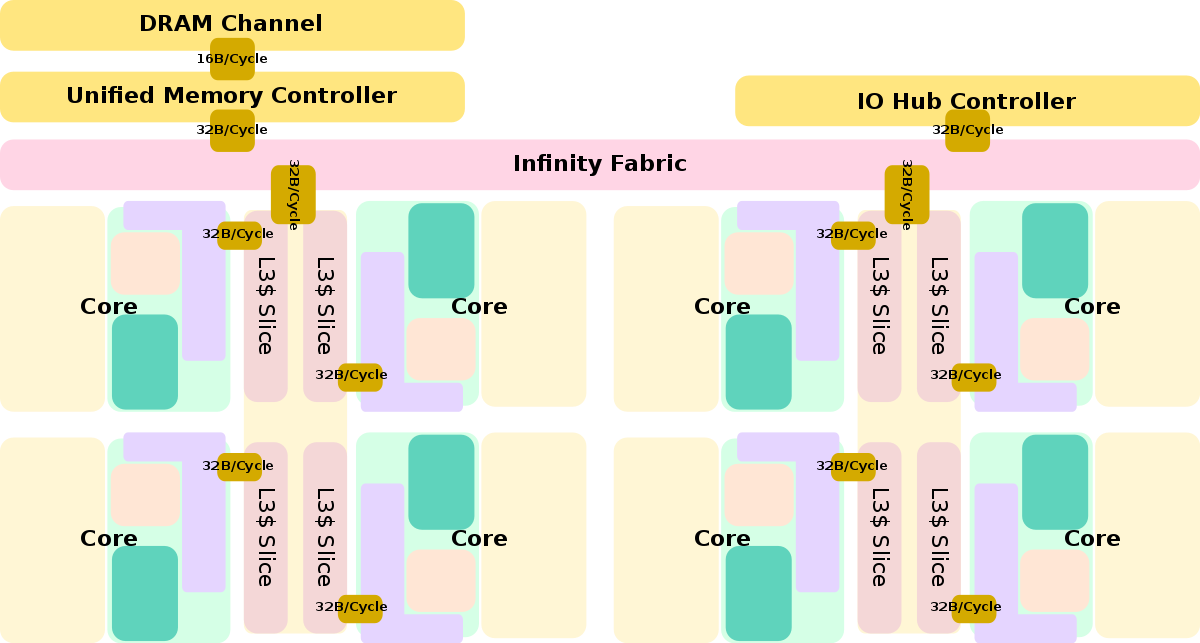 DRAM Channel
16B/Cycle
Unified Memory Controller
IO Hub Controller
32B/Cycle
32B/Cycle
Infinity Fabric
32B/Cycle
32B/Cycle
32B/Cycle
32B/Cycle
Core
L3$ Slice
L3$ Slice
Core
Core
L3$ Slice
L3$ Slice
Core
32B/Cycle
32B/Cycle
32B/Cycle
32B/Cycle
Core
L3$ Slice
L3$ Slice
Core
Core
L3$ Slice
L3$ Slice
Core
32B/Cycle
32B/Cycle